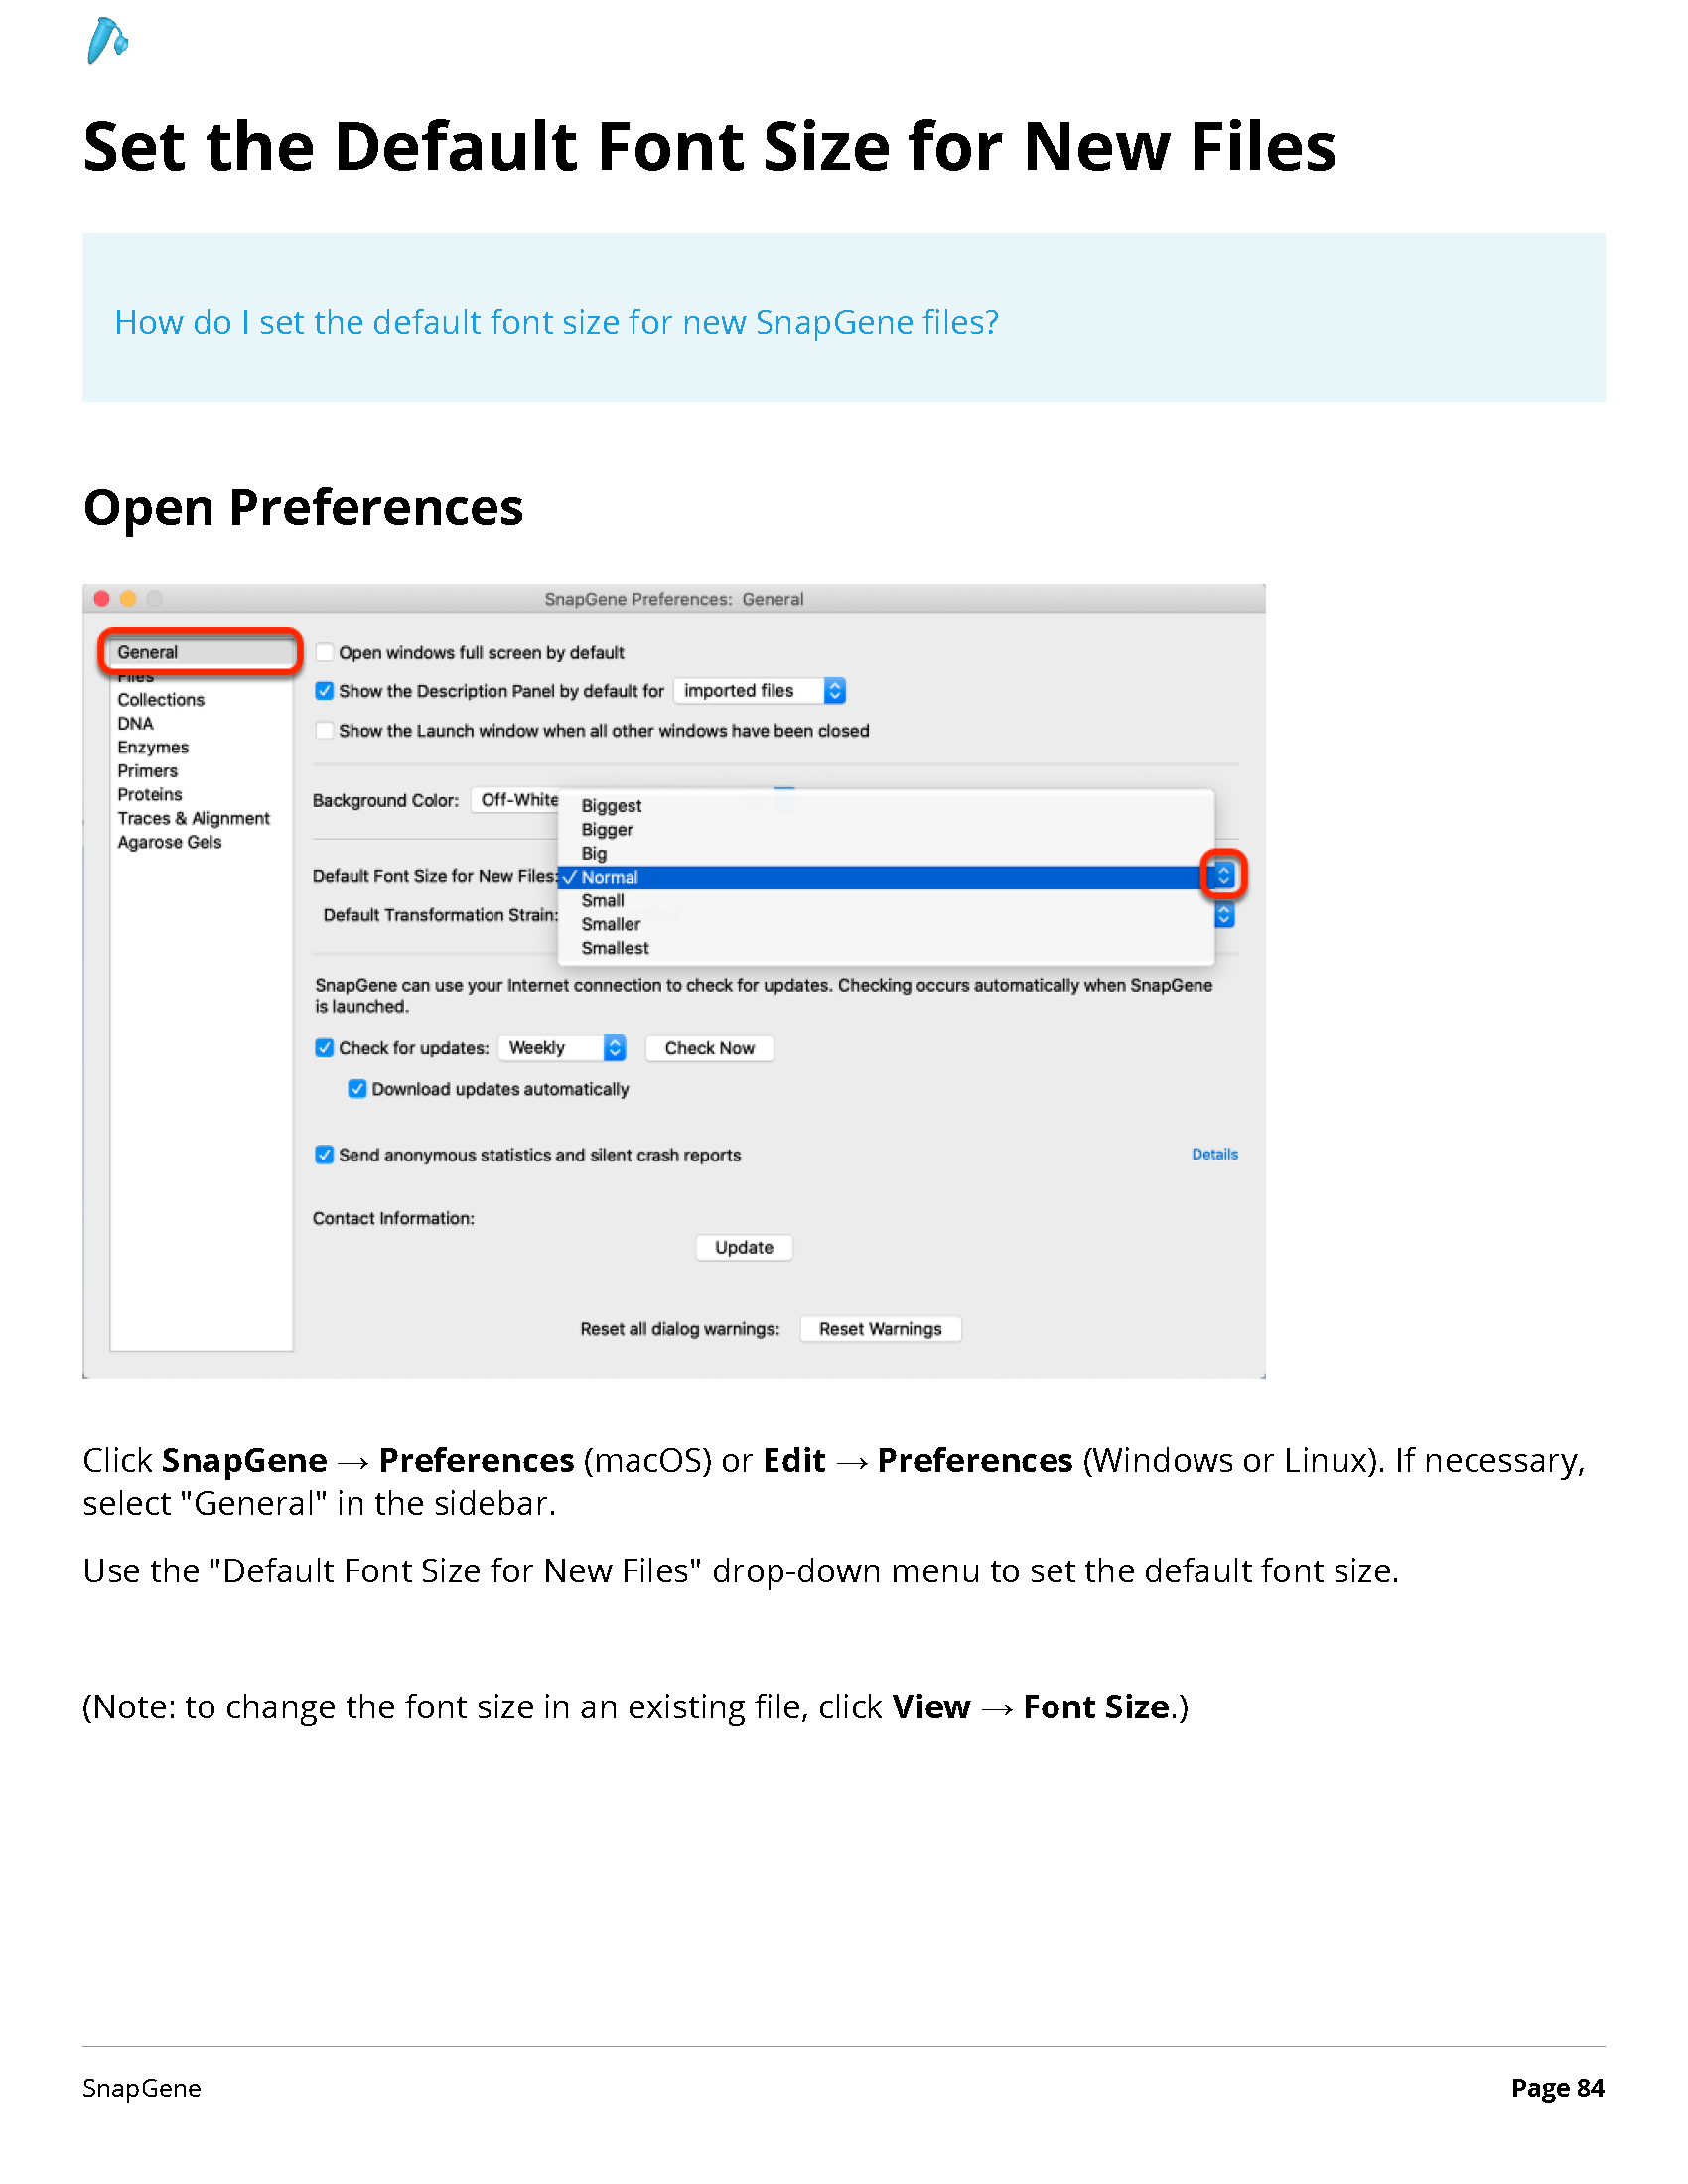 Set the Default Font Size for New Files
How do I set the default font size for new SnapGene files?
Open Preferences
SnapGene Preferences: General
General
Files
Collections
DNA
Enzymes
Primers
Proteins
Traces & Alignment
Agarose Gels
Open windows full screen by default
Show the Description Panel by default for imported files
Show the Launch window when all other windows have been closed
Background Color: Off-White
Default Font Size for New Files:
Default Transformation Strain:
Biggest
Bigger
Big
✓ Normal
Small
Smaller
Smallest
SnapGene can use your Internet connection to check for updates. Checking occurs automatically when SnapGene
is launched.
Check for updates: Weekly Check Now
Download updates automatically
Send anonymous statistics and silent crash reports Details
Contact Information:
Update
Reset all dialog warnings: Reset Warnings
Click SnapGene → Preferences (macOS) or Edit → Preferences (Windows or Linux). If necessary,
select "General" in the sidebar.
Use the "Default Font Size for New Files" drop-down menu to set the default font size.
(Note: to change the font size in an existing file, click View → Font Size.)
SnapGene Page 84